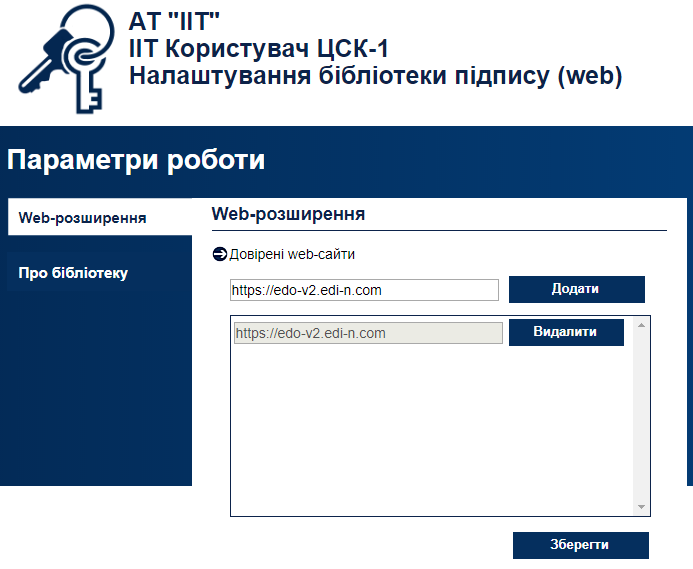 АТ "ІІТ"
ІІТ Користувач ЦСК-1
Налаштування бібліотеки підпису (web)
Параметри роботи
Web-розширення
Про бібліотеку
Web-розширення
Довірені web-сайти
https://edo-v2.edi-n.com Додати
https://edo-v2.edi-n.com Видалити
Зберегти